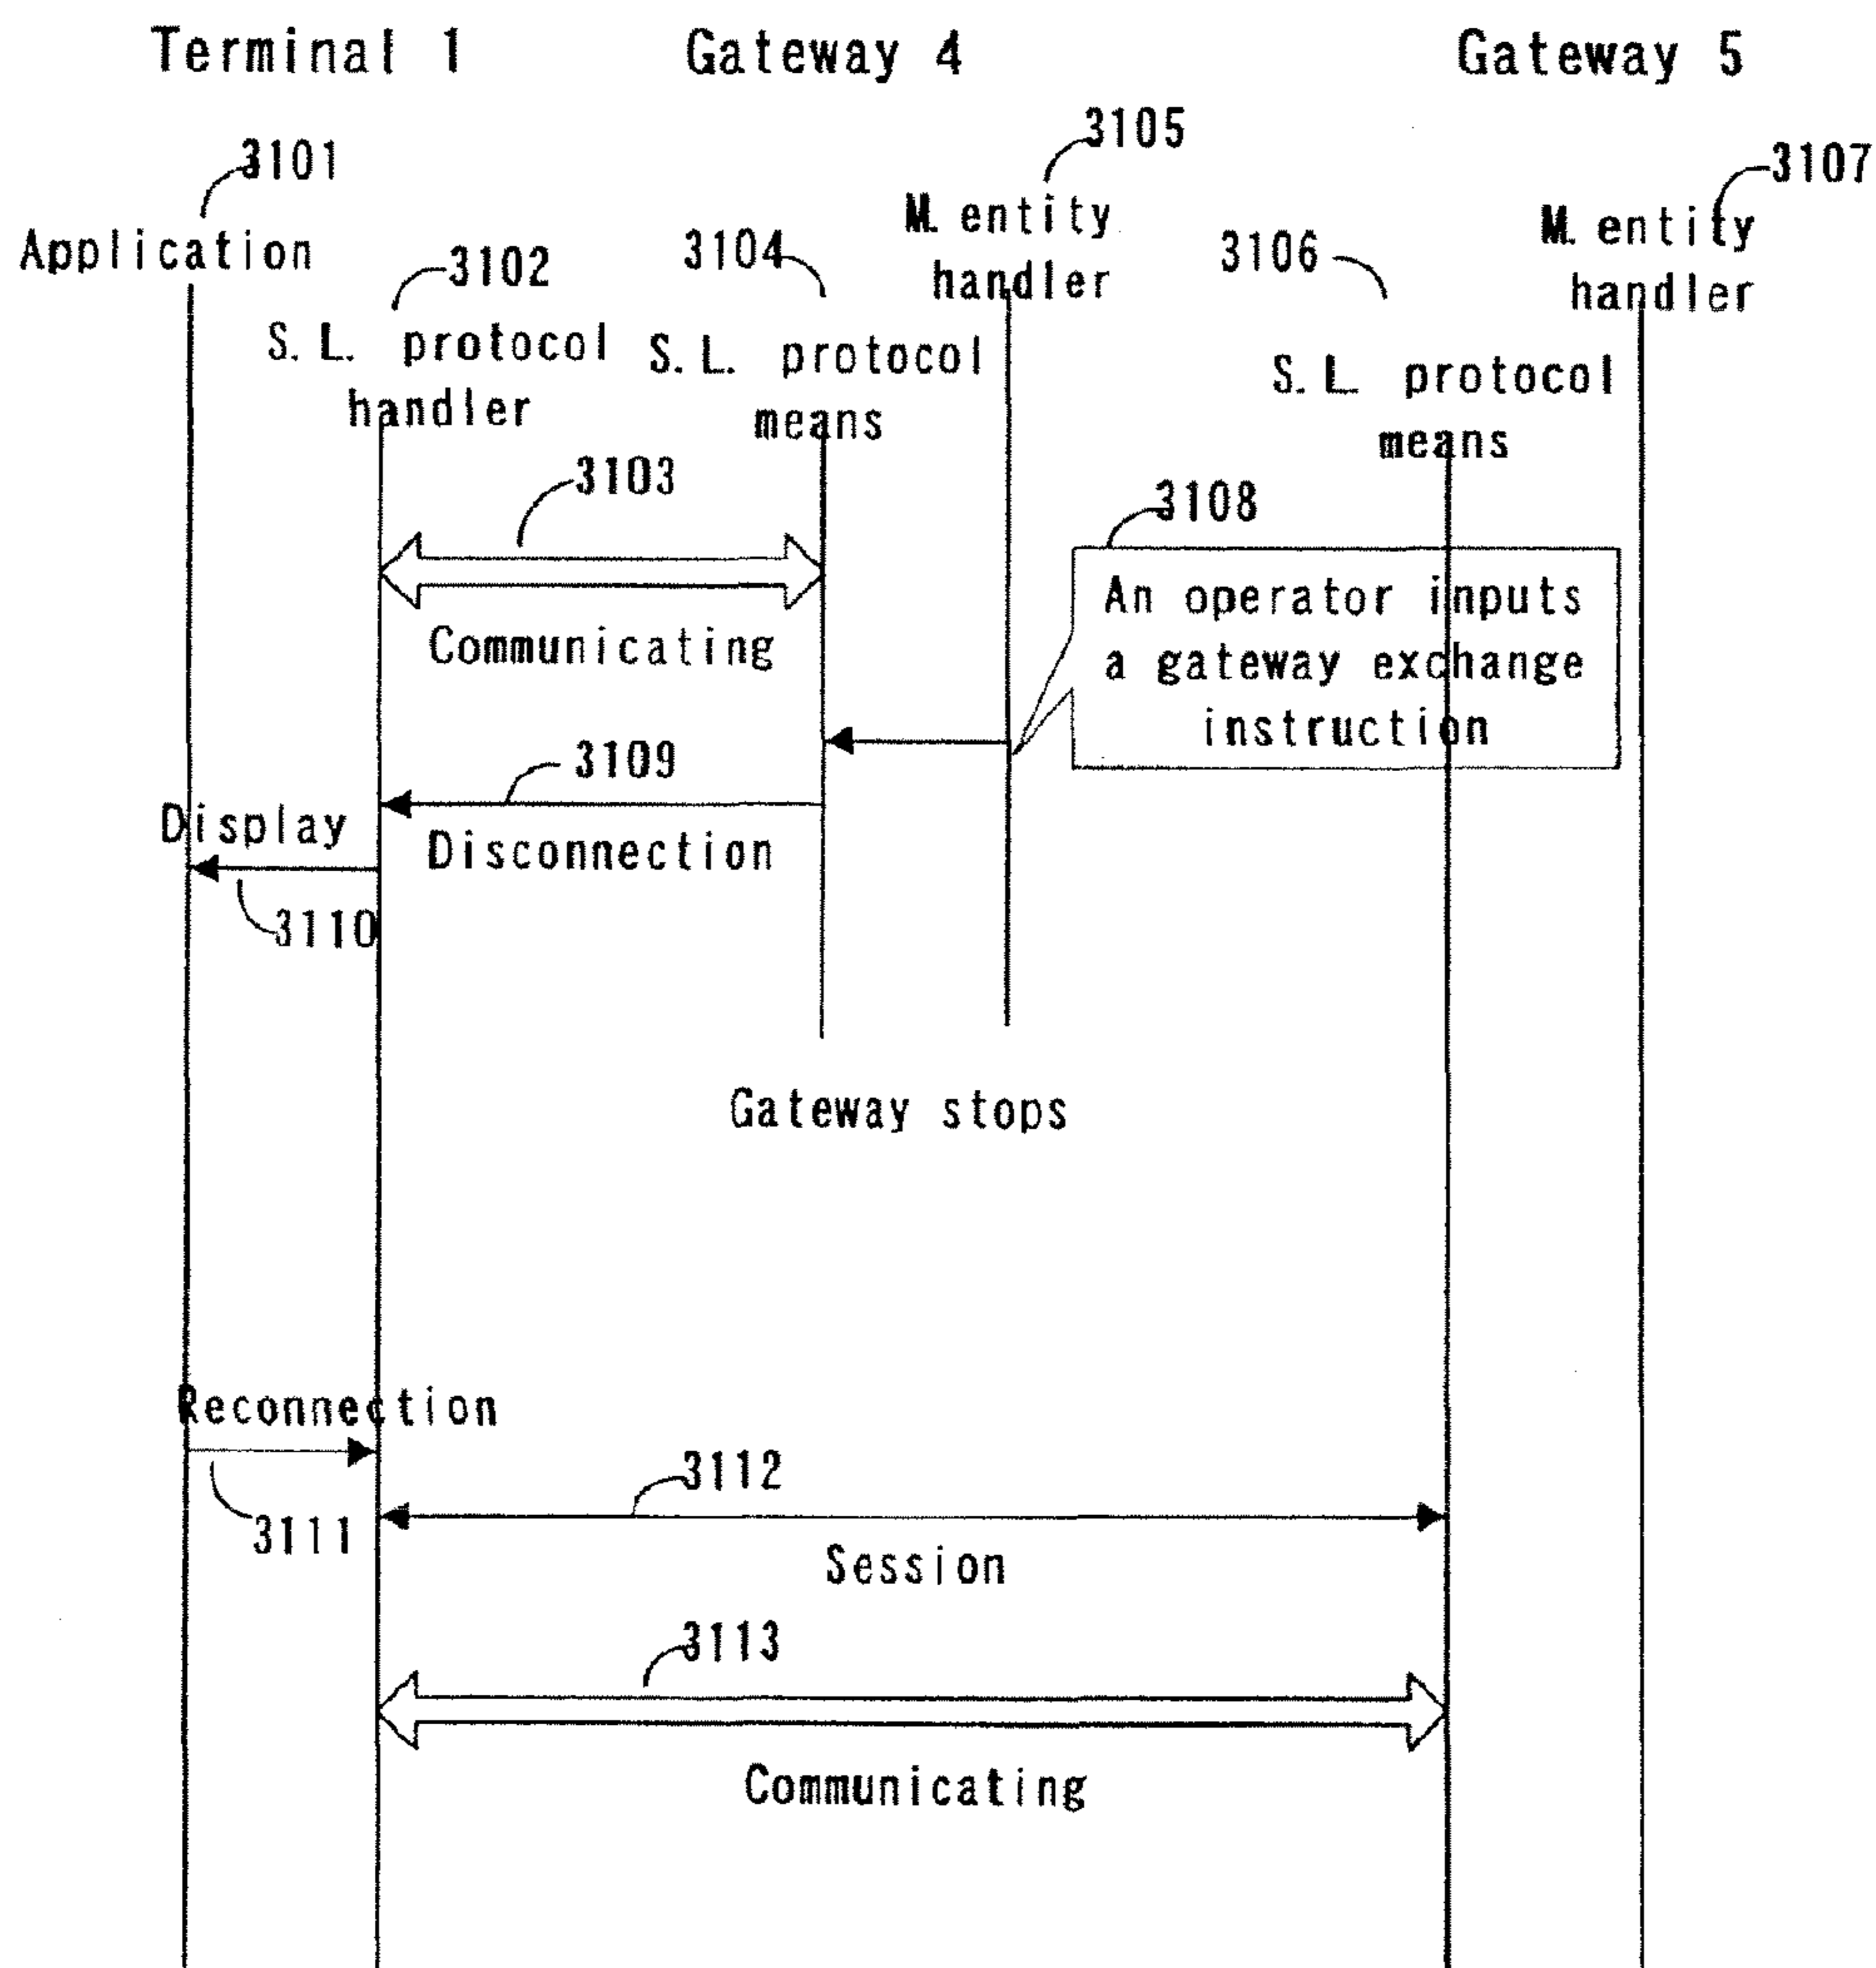 Terminal 1
Gateway 4
Gateway 5
3101
3105
3107
Application
3102
3104
M. entity
handler
3106
M. entity
handler
S. L. protocol
handler
S. L. protocol
means
S. L. protocol
means
3103
3108
Communicating
An operator inputs
a gateway exchange
instruction
3109
Display
Disconnection
3110
Gateway stops
Reconnection
3111
3112
Session
3113
Communicating